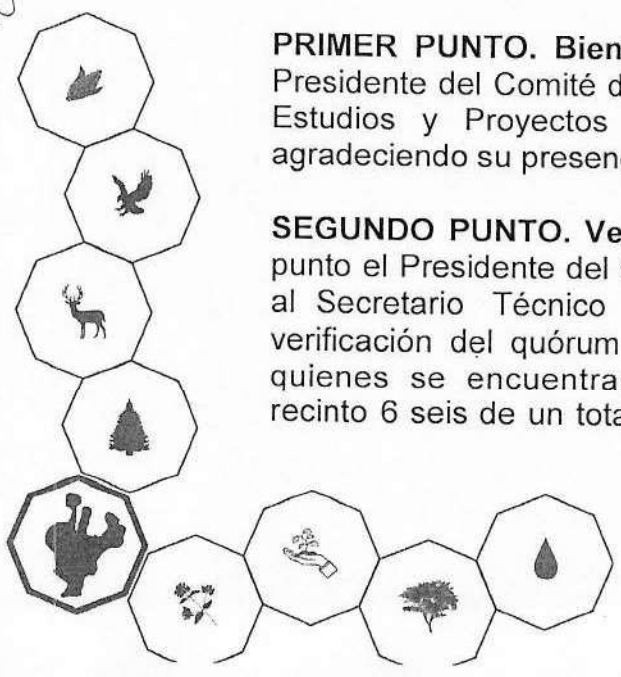 PRIMER PUNTO. Bien
Presidente del Comité d
Estudios y Proyectos
agradeciendo su presen
SEGUNDO PUNTO. Ve
punto el Presidente del
al Secretario Técnico
verificación del quórum
quienes se encuentra
recinto 6 seis de un tota